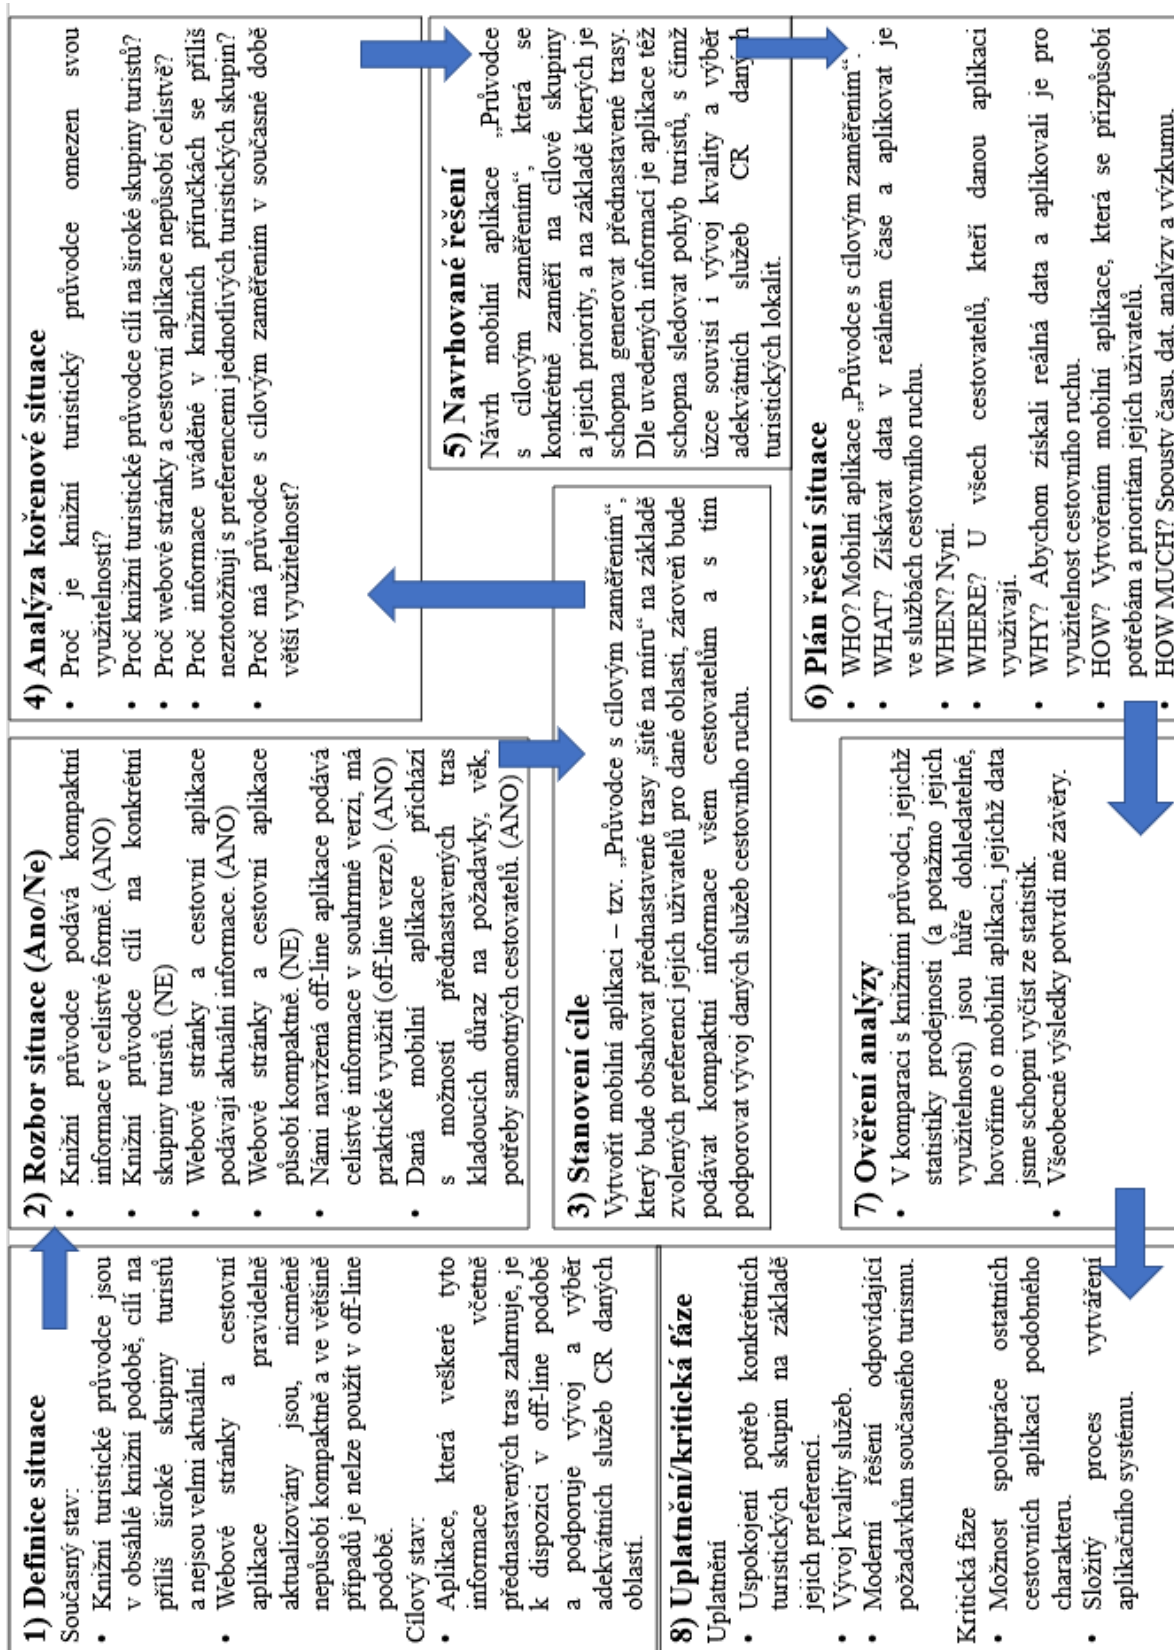 1) Definice situace
Současný stav:
• Knižní turistické průvodce jsou
v obsáhlé knižní podobě, cílí na
příliš široké skupiny turistů
a nejsou velmi aktuální.
• Webové stránky a cestovní
aplikace pravidelně
aktualizovány jsou, nicméně
nepůsobí kompaktně a ve většině
případů je nelze použít v off-line
podobě.
Cílový stav:
• Aplikace, která veškeré tyto
informace včetně
přednastavených tras zahrnuje, je
k dispozici v off-line podobě
a podporuje vývoj a výběr
adekvátních služeb CR daných
oblastí.
2) Rozbor situace (Ano/Ne)
• Knižní průvodce podává kompaktní
informace v celistvé formě. (ANO)
• Knižní průvodce cílí na konkrétní
skupiny turistů. (NE)
• Webové stránky a cestovní aplikace
podávají aktuální informace. (ANO)
• Webové stránky a cestovní aplikace
působí kompaktně. (NE)
• Námi navržená off-line aplikace podává
celistvé informace v souhrnné verzi, má
praktické využití (off-line verze). (ANO)
• Daná mobilní aplikace přichází
s možností přednastavených tras
kladoucích důraz na požadavky, věk,
potřeby samotných cestovatelů. (ANO)
3) Stanovení cíle
Vytvořit mobilní aplikaci – tzv. „Průvodce s cílovým zaměřením“,
který bude obsahovat přednastavené trasy „šité na míru“ na základě
zvolených preferencí jejích uživatelů pro dané oblasti, zároveň bude
podávat kompaktní informace všem cestovatelům a s tím
podporovat vývoj daných služeb cestovního ruchu.
4) Analýza kořenové situace
• Proč je knižní turistický průvodce omezen svou
využitelností?
• Proč knižní turistické průvodce cílí na široké skupiny turistů?
• Proč webové stránky a cestovní aplikace nepůsobí celistvě?
• Proč informace uváděné v knižních příručkách se příliš
neztotožňují s preferencemi jednotlivých turistických skupin?
• Proč má průvodce s cílovým zaměřením v současné době
větší využitelnost?
5) Navrhované řešení
Návrh mobilní aplikace „Průvodce
s cílovým zaměřením“, která se
konkrétně zaměří na cílové skupiny
a jejich priority, a na základě kterých je
schopna generovat přednastavené trasy.
Dle uvedených informací je aplikace též
schopna sledovat pohyb turistů, s čímž
úzce souvisí i vývoj kvality a výběr
adekvátních služeb CR daných
turistických lokalit.
6) Plán řešení situace
• WHO? Mobilní aplikace „Průvodce s cílovým zaměřením“.
• WHAT? Získávat data v reálném čase a aplikovat je
ve službách cestovního ruchu.
• WHEN? Nyní.
• WHERE? U všech cestovatelů, kteří danou aplikaci
využívají.
• WHY? Abychom získali reálná data a aplikovali je pro
využitelnost cestovního ruchu.
• HOW? Vytvořením mobilní aplikace, která se přizpůsobí
potřebám a prioritám jejích uživatelů.
• HOW MUCH? Spousty času, dat, analýzy a výzkumu.
7) Ověření analýzy
• V komparaci s knižními průvodci, jejichž
statistiky prodejnosti (a potažmo jejich
využitelnosti) jsou hůře dohledatelné,
hovoříme o mobilní aplikaci, jejichž data
jsme schopni vyčíst ze statistik.
• Všeobecné výsledky potvrdí mé závěry.
8) Uplatnění/kritická fáze
Uplatnění
• Uspokojení potřeb konkrétních
turistických skupin na základě
jejich preferencí.
• Vývoj kvality služeb.
• Moderní řešení odpovídající
požadavkům současného turismu.
Kritická fáze
• Možnost spolupráce ostatních
cestovních aplikací podobného
charakteru.
• Složitý proces vytváření
aplikačního systému.